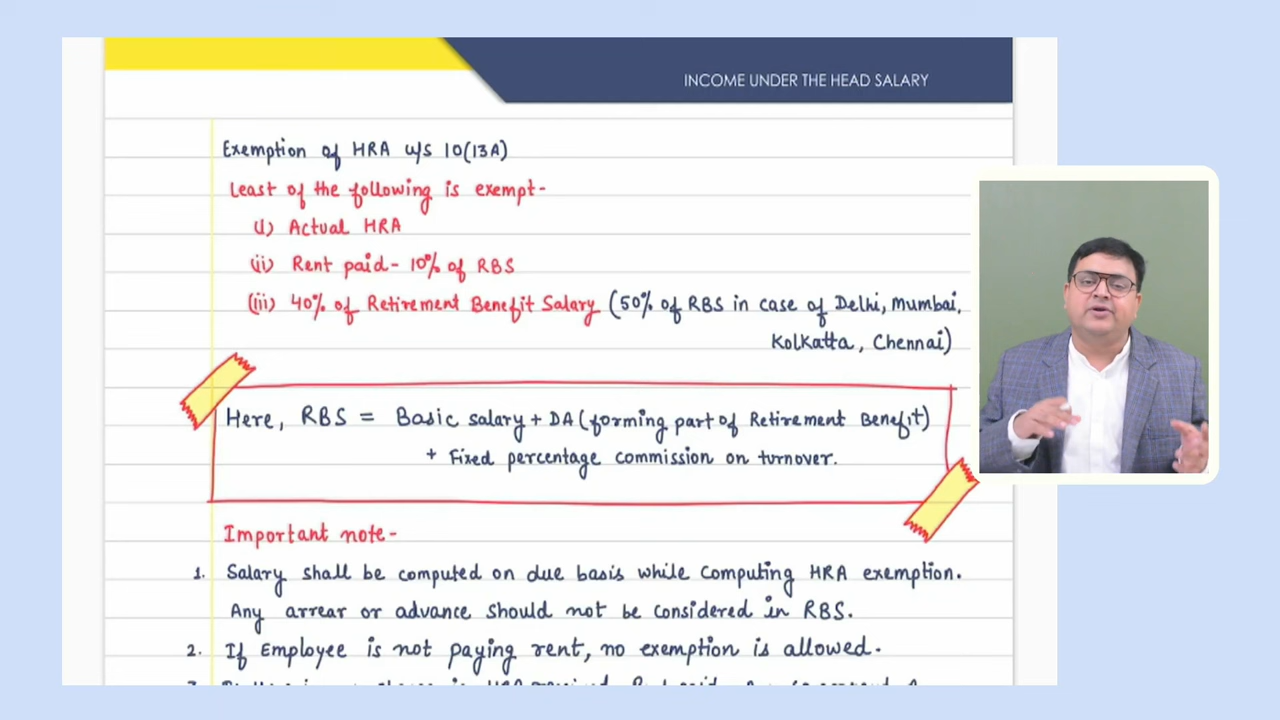 INCOME UNDER THE HEAD SALARY
Exemption of HRA u/s 10(13A)
Least of the following is exempt-
(i) Actual HRA
(ii) Rent paid- 10% of RBS
(iii) 40% of Retirement Benefit Salary (50% of RBS in case of Delhi, Mumbai,
Kolkatta, Chennai)
Here, RBS = Basic salary + DA (forming part of Retirement Benefit)
+ Fixed percentage commission on turnover.
Important note-
1. Salary shall be computed on due basis while Computing HRA exemption.
Any arrear or advance should not be Considered in RBS.
2. If Employee is not paying rent, no exemption is allowed.